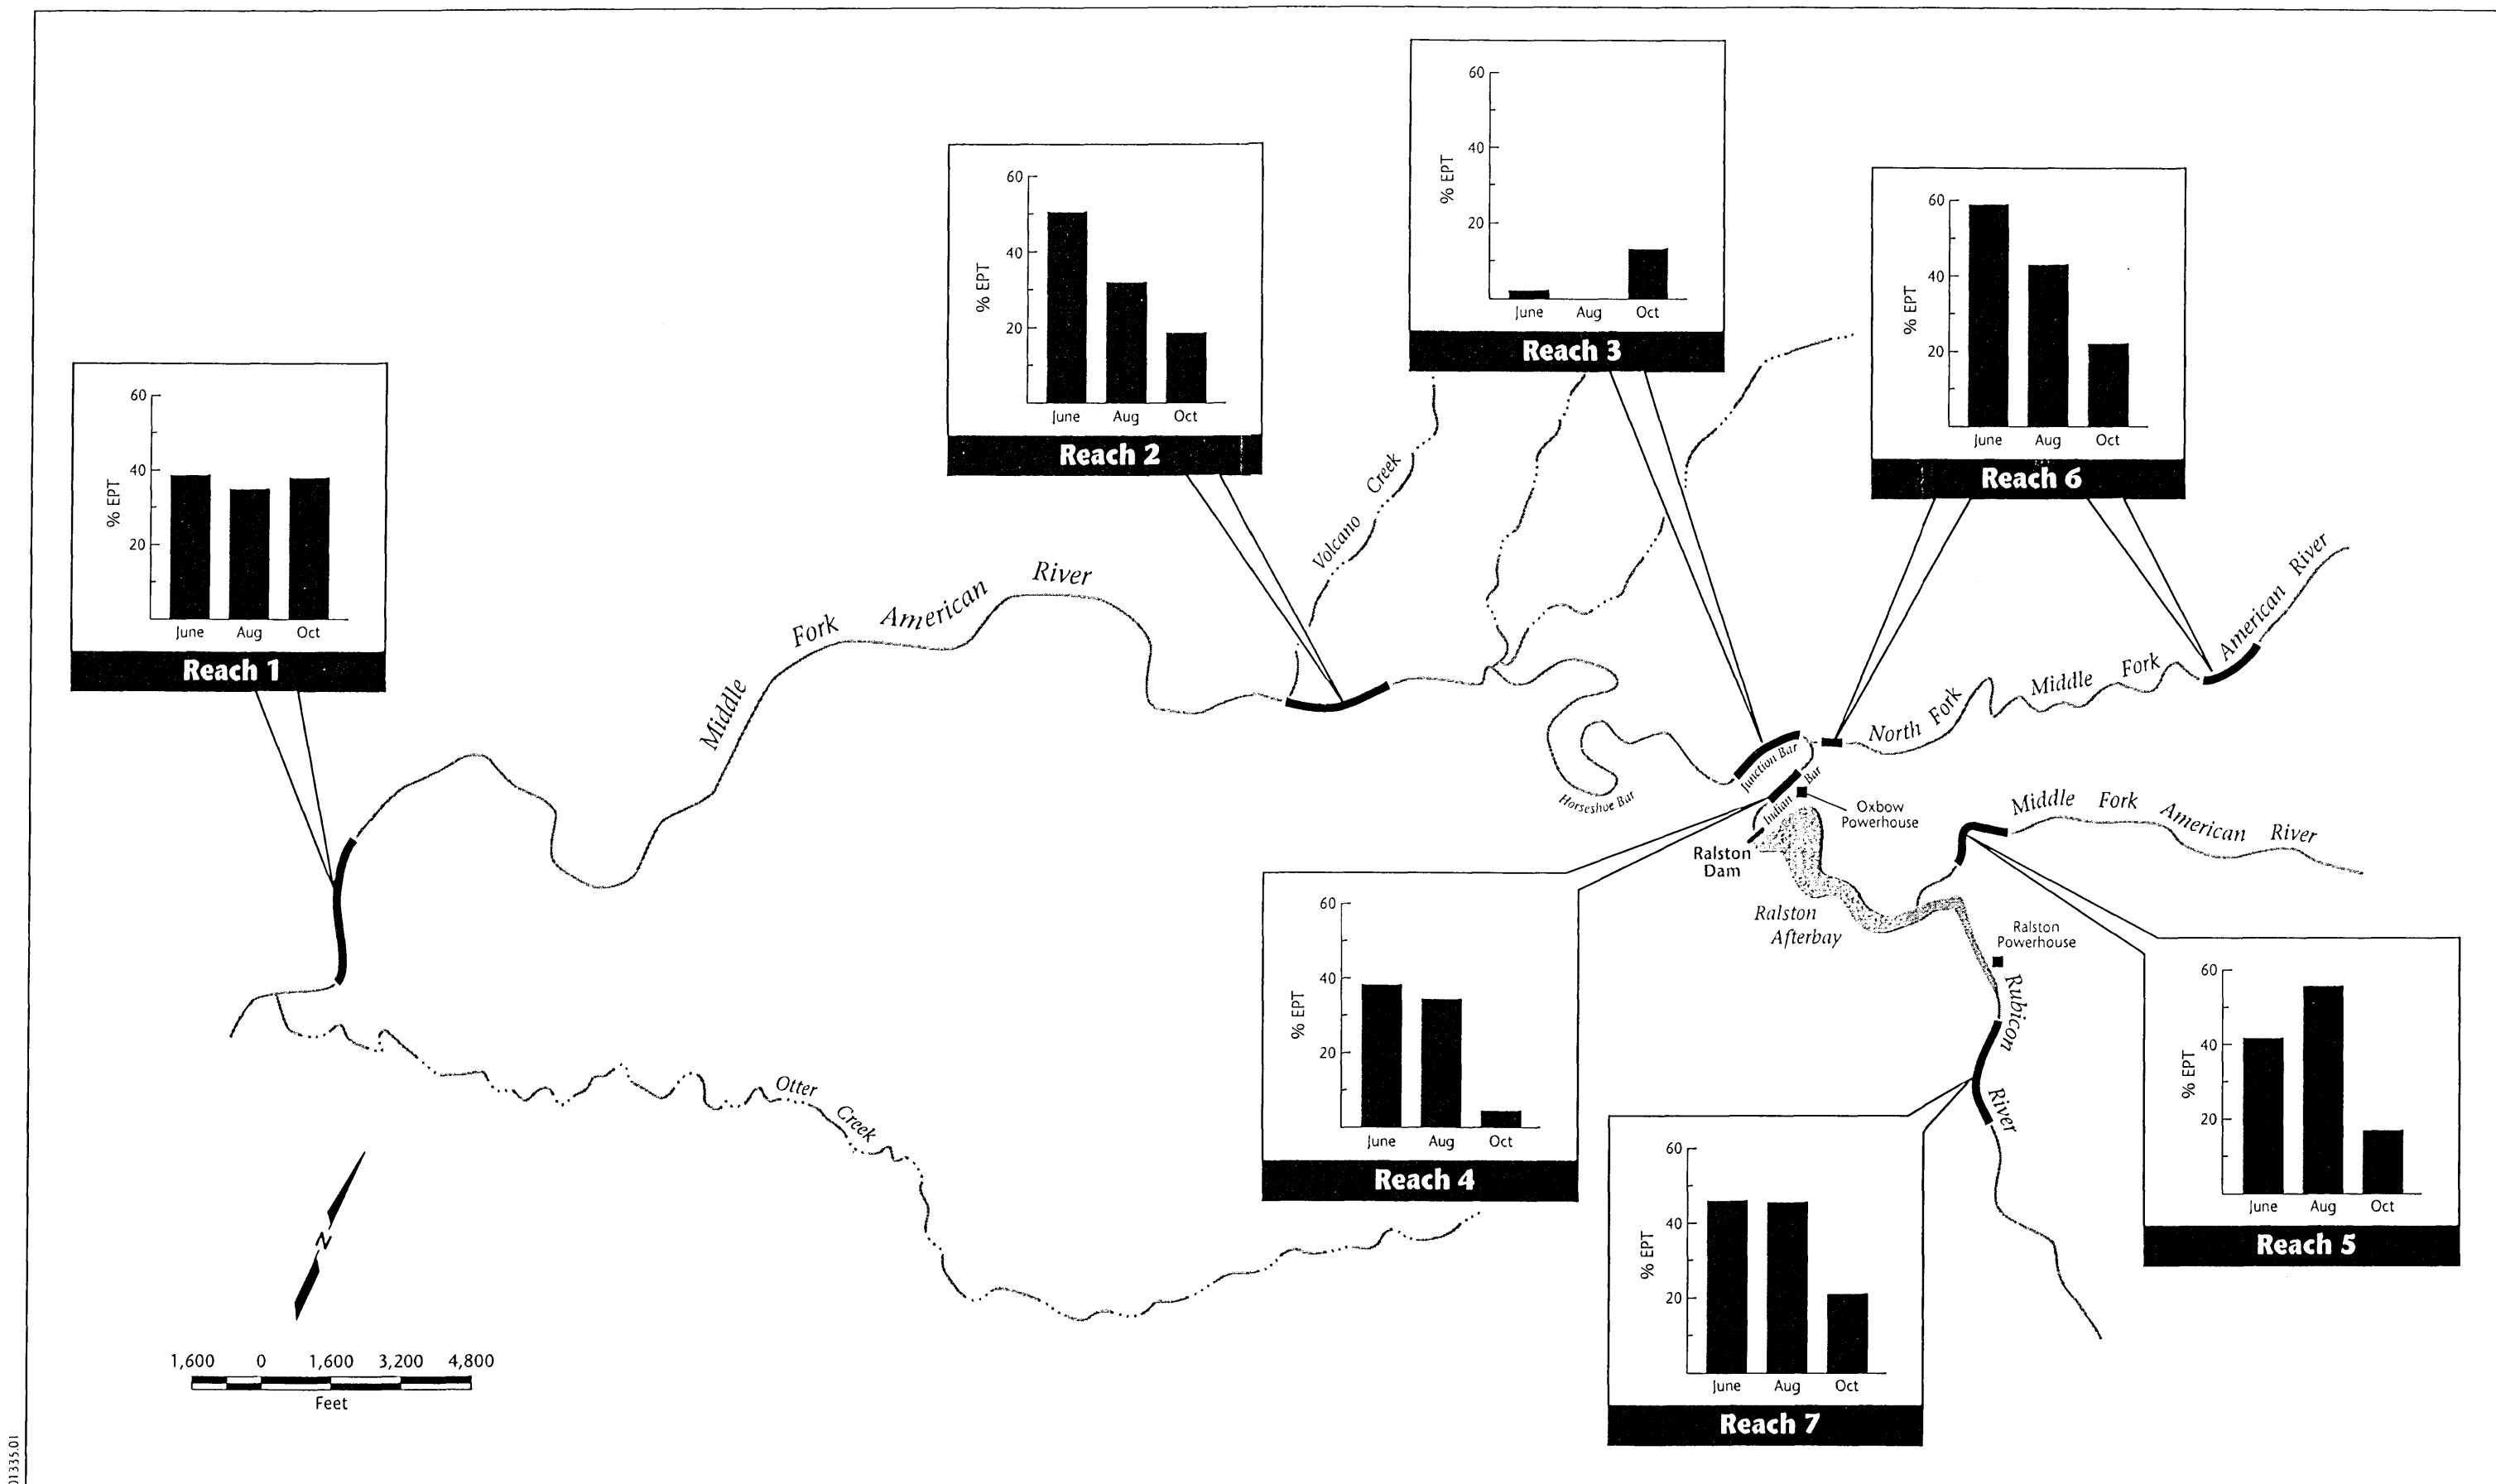 60
40
20
% EPT
June Aug Oct
Reach 3
60
40
20
% EPT
June Aug Oct
Reach 2
60
40
20
% EPT
June Aug Oct
Reach 6
60
40
20
% EPT
June Aug Oct
Reach 1
Volcano Creek
Middle Fork American River
North Fork Middle Fork American River
Junction Bar
Indian Bar
Horseshoe Bar
Oxbow
Powerhouse
Middle Fork American River
Ralston
Dam
Ralston
Afterbay
Ralston
Powerhouse
Rubicon River
60
40
20
% EPT
June Aug Oct
Reach 4
60
40
20
% EPT
June Aug Oct
Reach 5
Otter Creek
60
40
20
% EPT
June Aug Oct
Reach 7
N
1,600 0 1,600 3,200 4,800
Feet